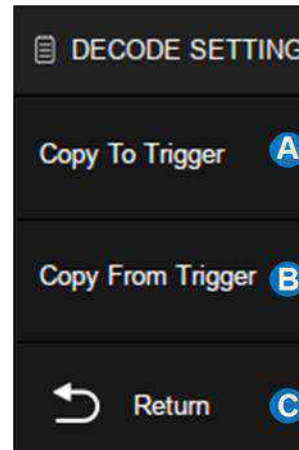 DECODE SETTING
Copy To Trigger A
Copy From Trigger B
Return C